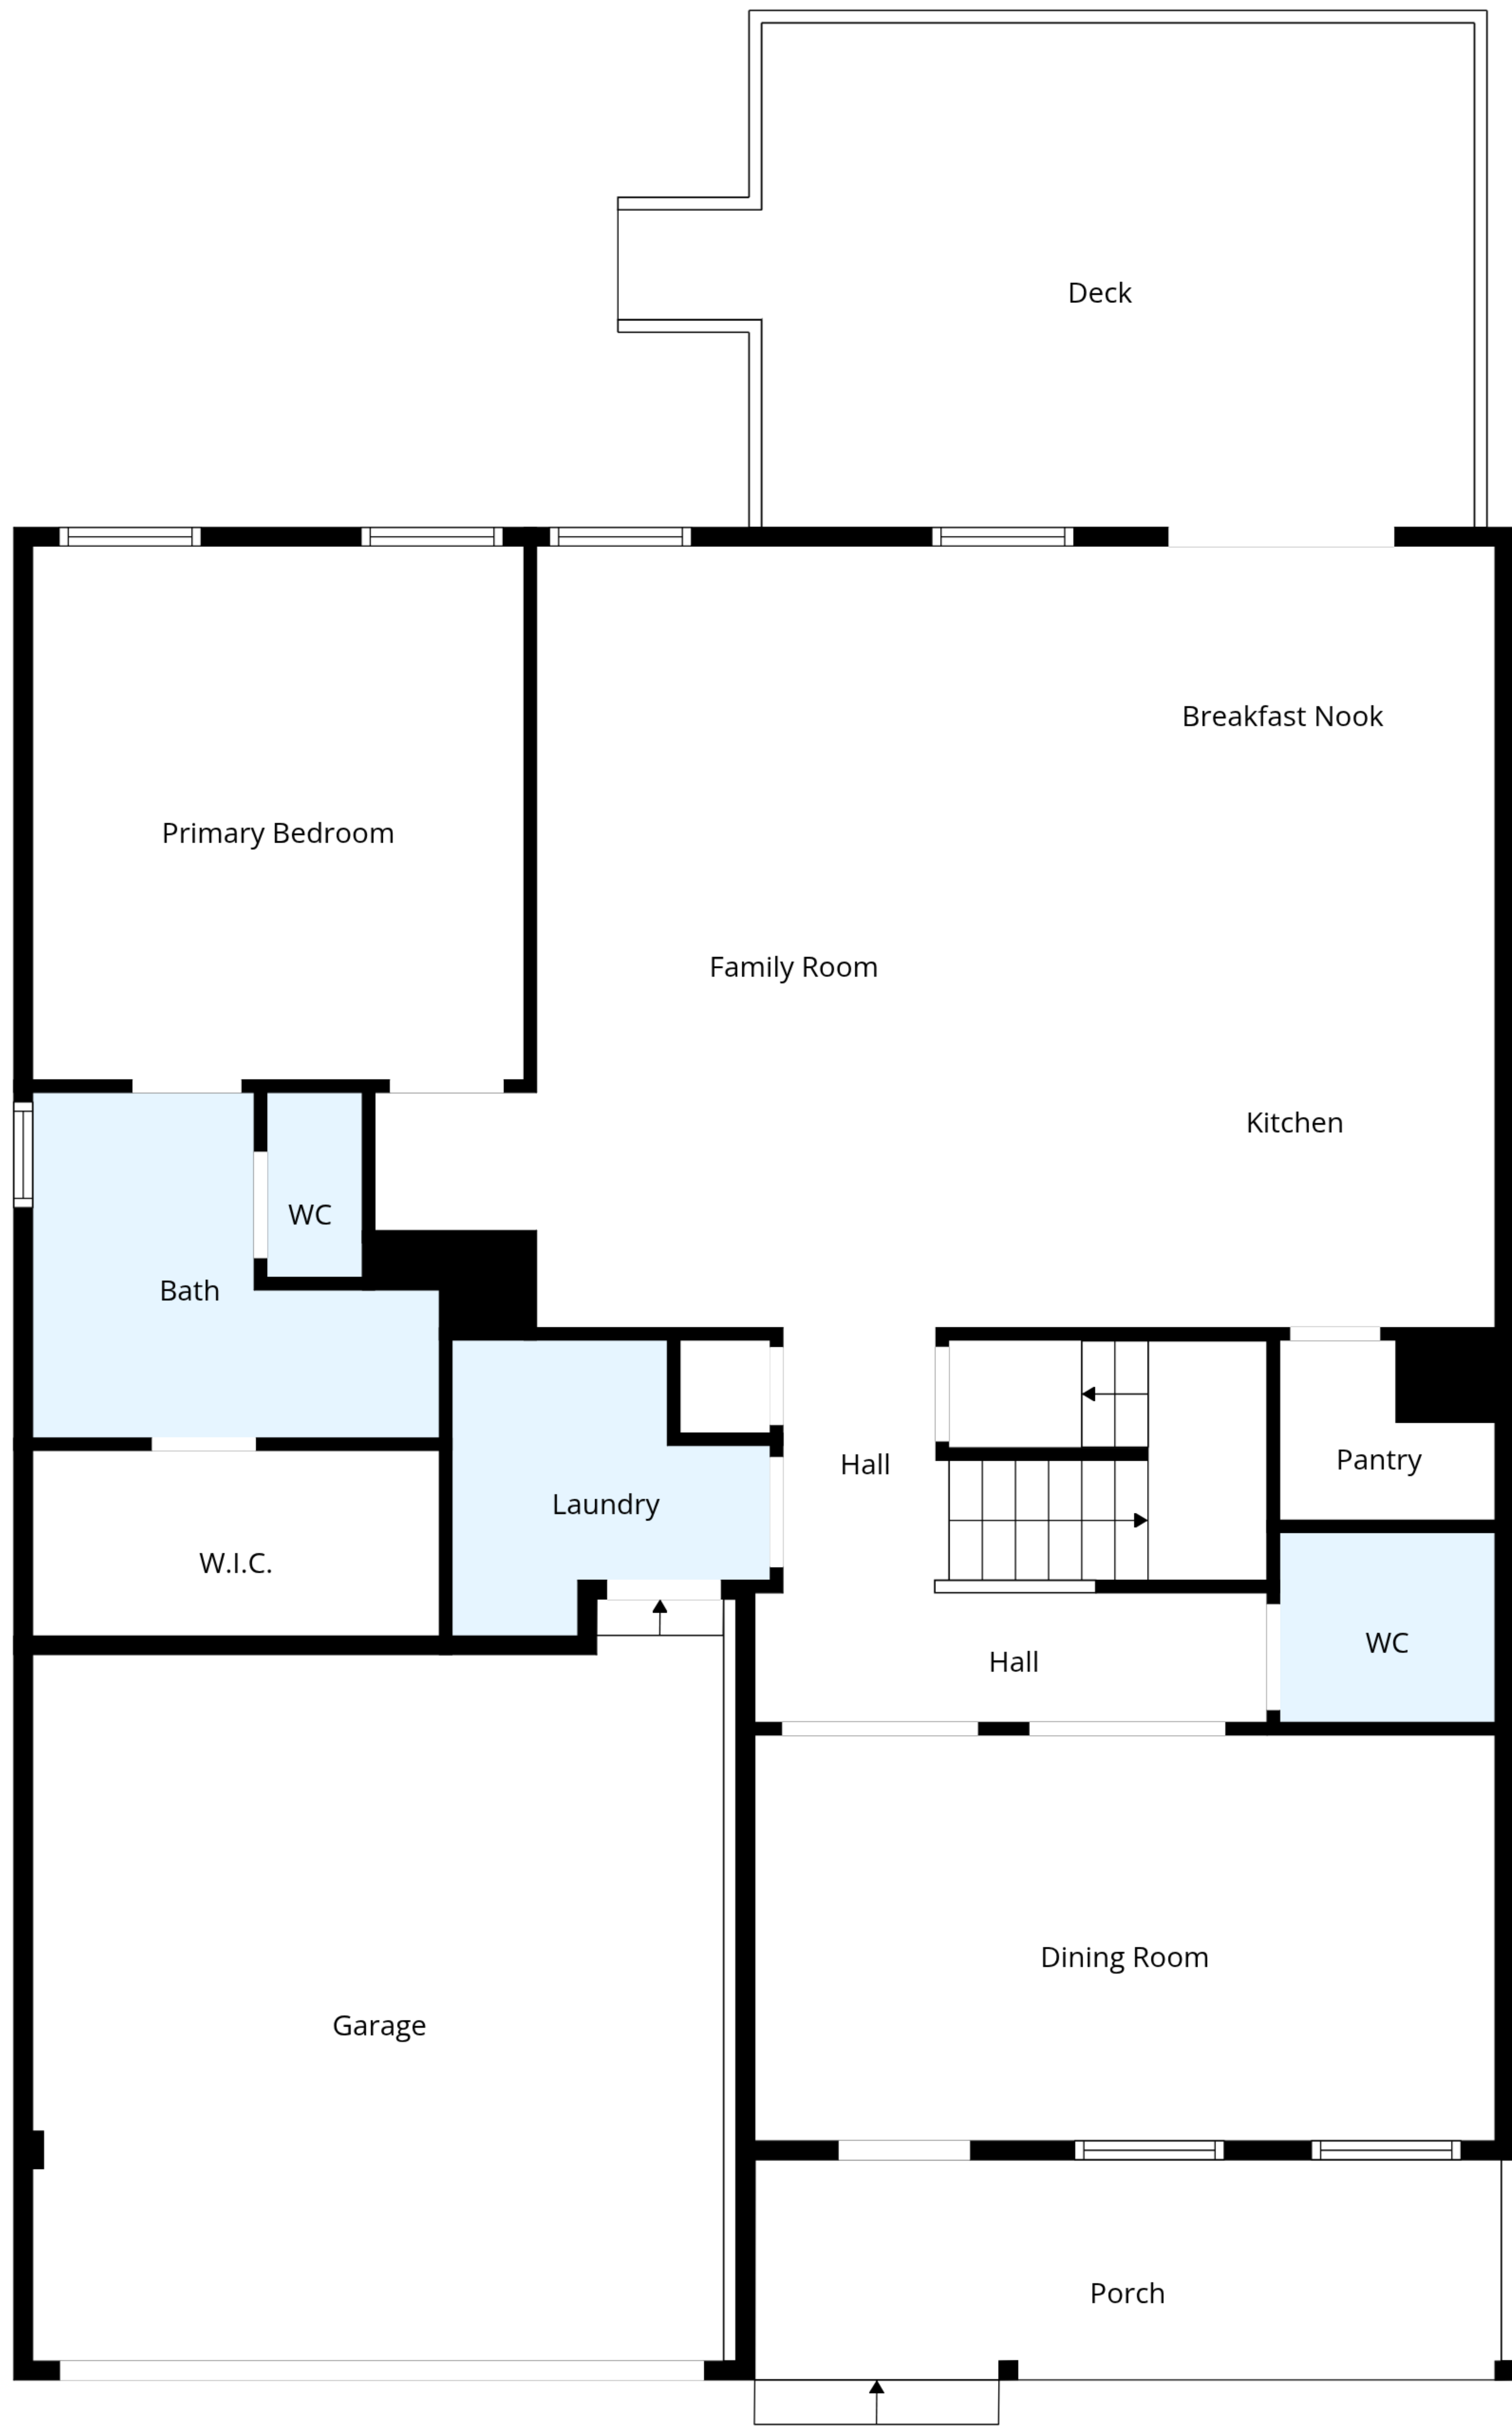 Deck
Breakfast Nook
Primary Bedroom
Family Room
Kitchen
WC
Bath
Hall
Pantry
Laundry
W.I.C.
WC
Hall
Dining Room
Garage
Porch